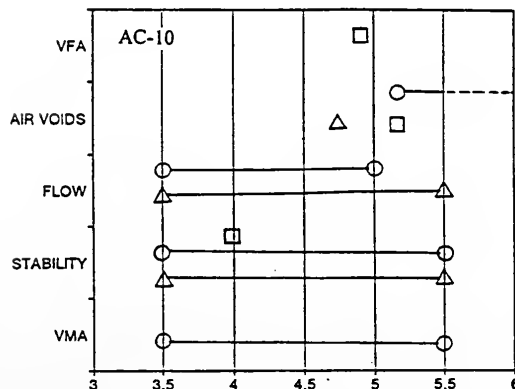 AC-10
VFA
AIR VOIDS
FLOW
STABILITY
VMA
3 3.5 4 4.5 5 5.5 6